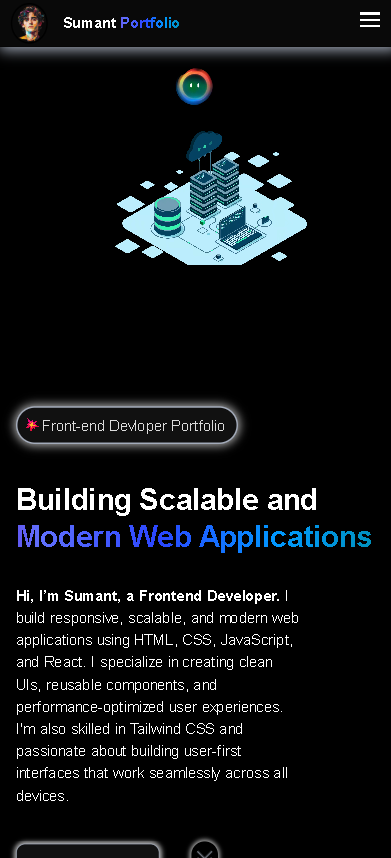 Sumant Portfolio
Front-end Devloper Portfolio
Building Scalable and
Modern Web Applications
Hi, I'm Sumant, a Frontend Developer. I
build responsive, scalable, and modern web
applications using HTML, CSS, JavaScript,
and React. I specialize in creating clean
UIs, reusable components, and
performance-optimized user experiences.
I'm also skilled in Tailwind CSS and
passionate about building user-first
interfaces that work seamlessly across all
devices.